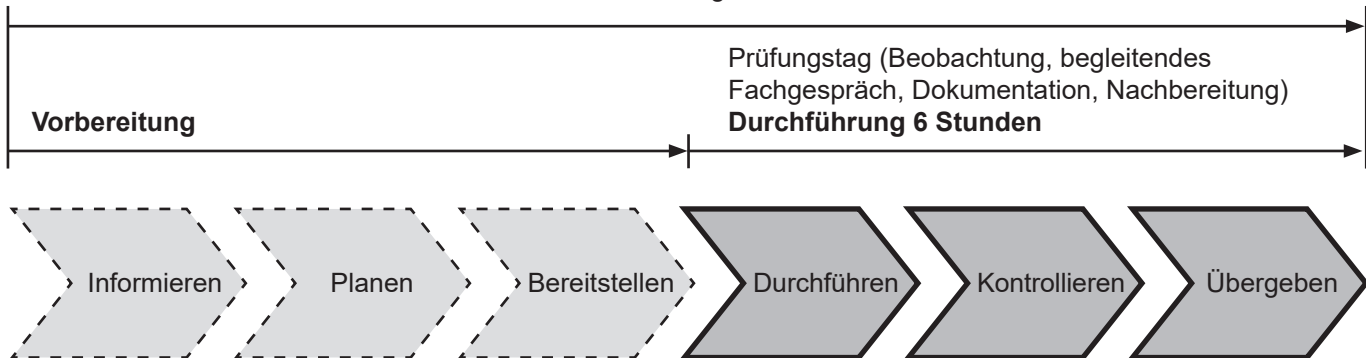 Prüfungstag (Beobachtung, begleitendes
Fachgespräch, Dokumentation, Nachbereitung)
Vorbereitung
Durchführung 6 Stunden
Informieren
Planen
Bereitstellen
Durchführen
Kontrollieren
Übergeben